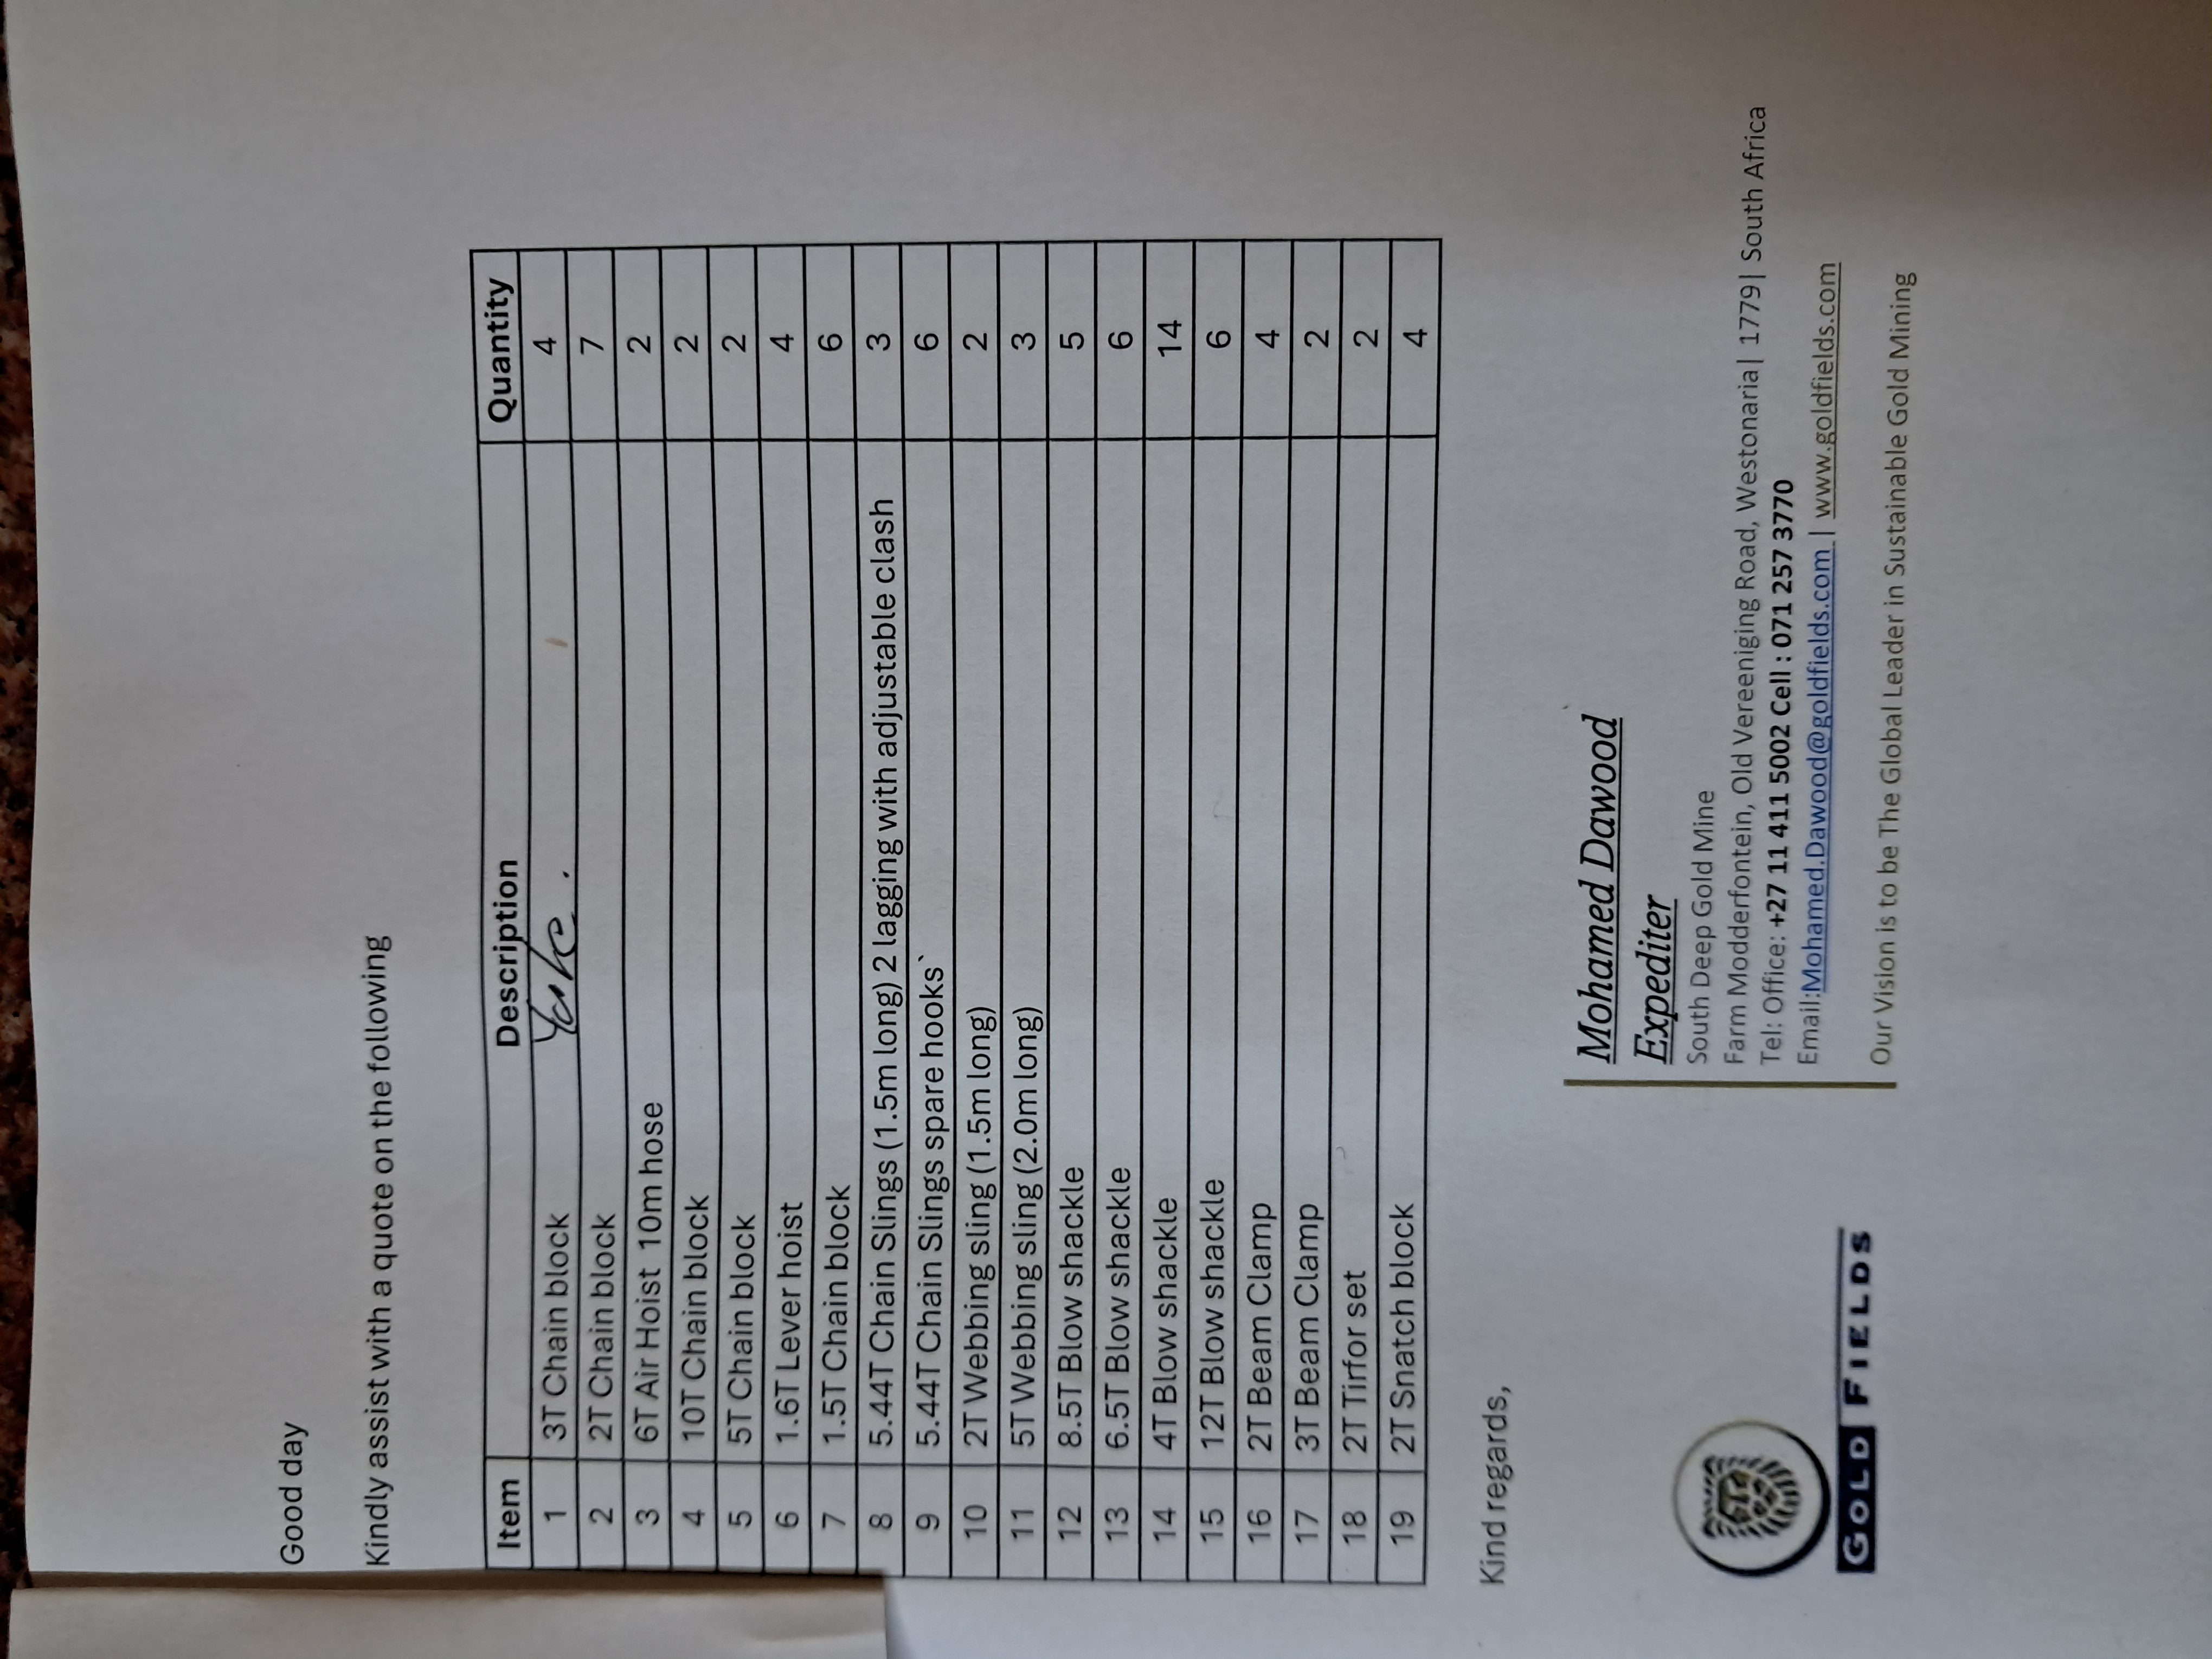 Good day
Kindly assist with a quote on the following
Item Description Quantity
1 3T Chain block 4
2 2T Chain block 7
3 6T Air Hoist 10m hose 2
4 10T Chain block 2
5 5T Chain block 2
6 1.6T Lever hoist 4
7 1.5T Chain block 6
8 5.44T Chain Slings (1.5m long) 2 lagging with adjustable clash 3
9 5.44T Chain Slings spare hooks` 6
10 2T Webbing sling (1.5m long) 2
11 5T Webbing sling (2.0m long) 3
12 8.5T Blow shackle 5
13 6.5T Blow shackle 6
14 4T Blow shackle 14
15 12T Blow shackle 6
16 2T Beam Clamp 4
17 3T Beam Clamp 2
18 2T Tirfor set 2
19 2T Snatch block 4
Kind regards,
GOLD FIELDS
Mohamed Dawood
Expediter
South Deep Gold Mine
Farm Modderfontein, Old Vereeniging Road, Westonaria| 1779| South Africa
Tel: Office: +27 11 411 5002 Cell : 071 257 3770
Email:Mohamed.Dawood@goldfields.com | www.goldfields.com
Our Vision is to be The Global Leader in Sustainable Gold Mining